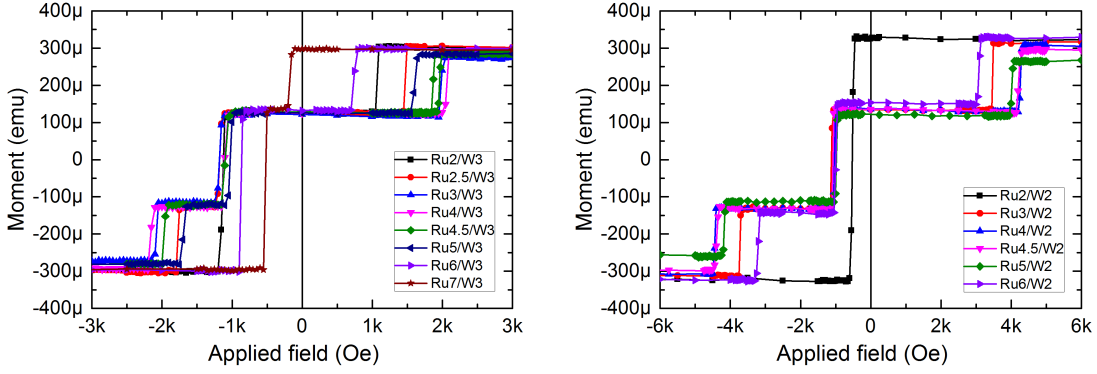 400μ
300μ
200μ
100μ
0
-100μ
-200μ
-300μ
-400μ
Moment (emu)
-3k
-2k
-1k
0
1k
2k
3k
Applied field (Oe)
Ru2/W3
Ru2.5/W3
Ru3/W3
Ru4/W3
Ru4.5/W3
Ru5/W3
Ru6/W3
Ru7/W3
400μ
300μ
200μ
100μ
0
-100μ
-200μ
-300μ
-400μ
Moment (emu)
-6k
-4k
-2k
0
2k
4k
6k
Applied field (Oe)
Ru2/W2
Ru3/W2
Ru4/W2
Ru4.5/W2
Ru5/W2
Ru6/W2